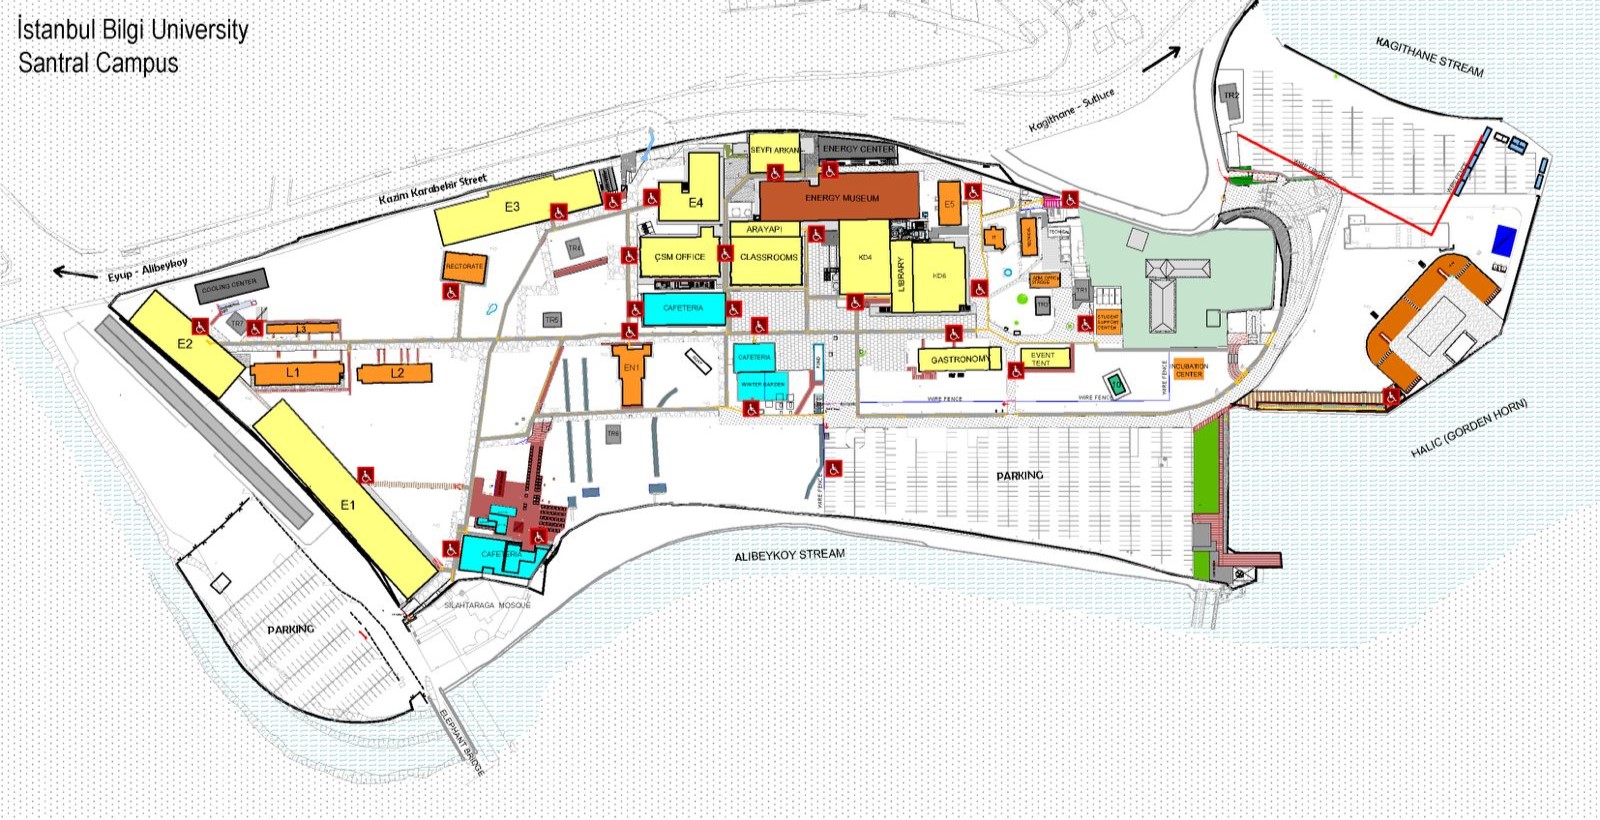 İstanbul Bilgi University
Santral Campus
KAGITHANE STREAM
Kagithane - Sutluce
TR2
SEYFI ARKAN
ENERGY CENTER
Kazim Karabekir Street
E3
E4
ENERGY MUSEUM
E5
ARAYAPI
TR4
ÇSM OFFICE
CLASSROOMS
KD4
LIBRARY
KD6
Eyup - Alibeykoy
RECTORATE
COOLING CENTER
CAFETERIA
TR1
TR5
TR7
L3
STUDENT
SUPPORT
CENTER
E2
L1
L2
EN1
CAFETERIA
WINTER GARDEN
POND
GASTRONOMY
EVENT
TENT
INCUBATION
CENTER
WIRE FENCE
WIRE FENCE
WIRE FENCE
HALIC (GORDEN HORN)
TR6
PARKING
WIRE FENCE
E1
CAFETERIA
ALIBEYKOY STREAM
SILAHTARAGA MOSQUE
PARKING
ELEPHANT BRIDGE